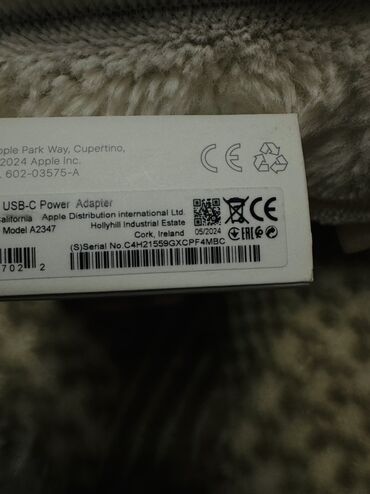 Park Way, Cupertino,
2024 Apple Inc.
602-03575-A
USB-C Power Adapter
California Apple Distribution International Ltd.
Model A2347 Hollyhill Industrial Estate
Cork, Ireland 05/2024
(S)Serial No.C4H21559GXCPF4MBC
702 2